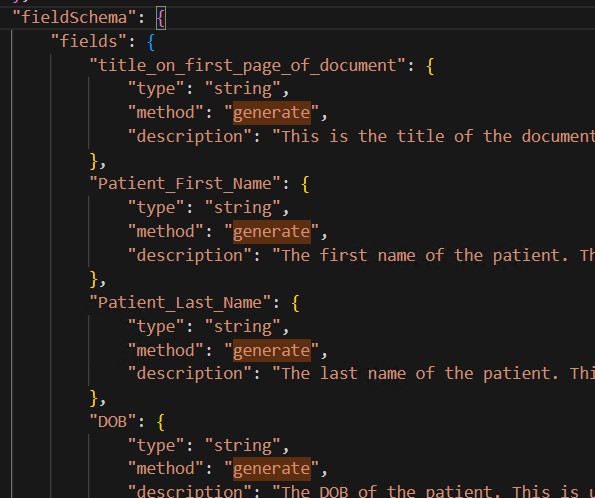 "fieldSchema": {
"fields": {
"title_on_first_page_of_document": {
"type": "string",
"method": "generate",
"description": "This is the title of the document
},
"Patient_First_Name": {
"type": "string",
"method": "generate",
"description": "The first name of the patient. Th
},
"Patient_Last_Name": {
"type": "string",
"method": "generate",
"description": "The last name of the patient. Thi
},
"DOB": {
"type": "string",
"method": "generate",
"description": "The DOB of the patient. This is u